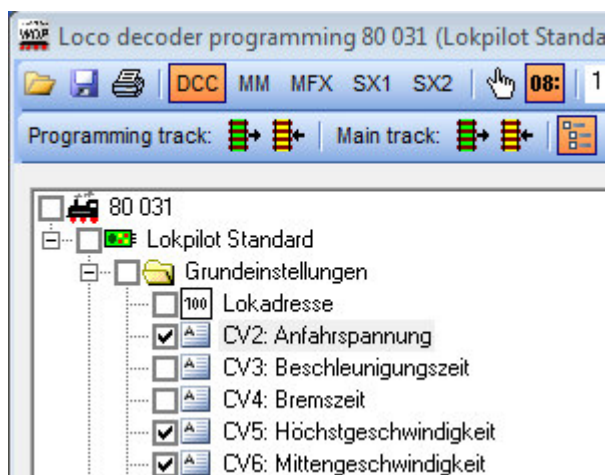 WDP
Loco decoder programming 80 031 (Lokpilot Standa
DCC MM MFX SX1 SX2 08: 1
Programming track: Main track:
80 031
Lokpilot Standard
Grundeinstellungen
100 Lokadresse
CV2: Anfahrspannung
CV3: Beschleunigungszeit
CV4: Bremszeit
CV5: Höchstgeschwindigkeit
CV6: Mittengeschwindigkeit